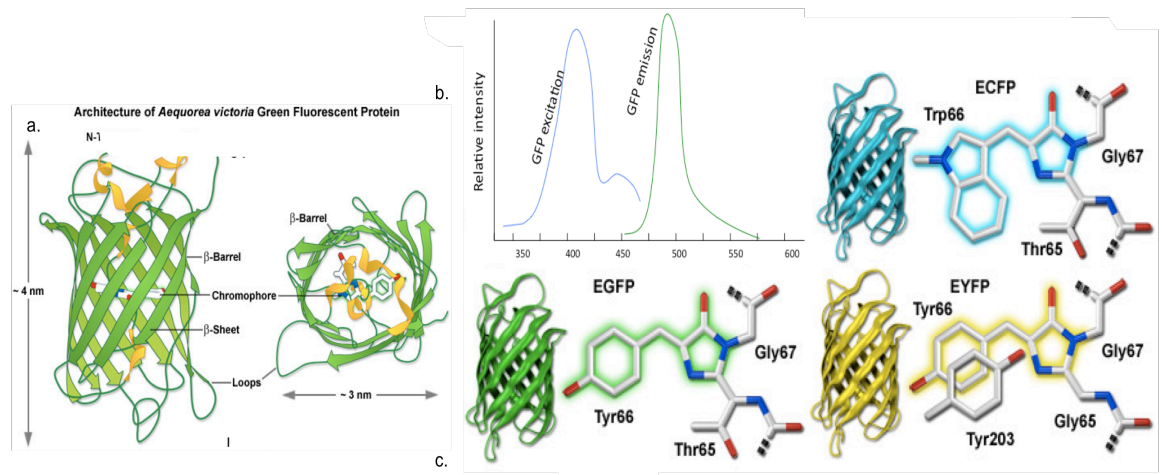 Architecture of Aequorea victoria Green Fluorescent Protein
a.
β-Barrel
β-Barrel
~ 4 nm
Chromophore
β-Sheet
Loops
~ 3 nm
b.
Relative intensity
GFP excitation
GFP emission
350 400 450 500 550 600
c.
ECFP
Trp66
Gly67
Thr65
EGFP
Gly67
Tyr66
Thr65
EYFP
Tyr66
Gly67
Gly65
Tyr203